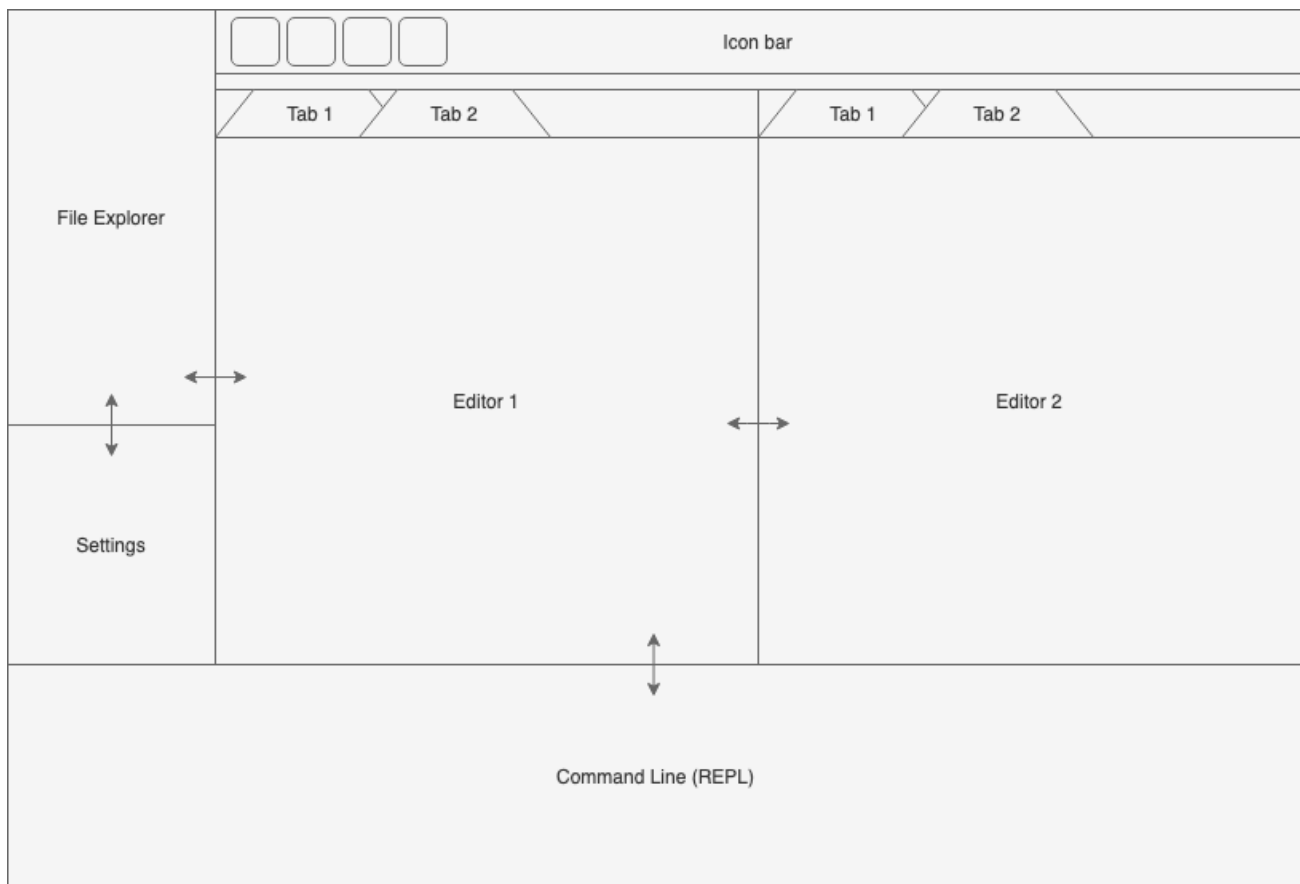 Icon bar
Tab 1
Tab 2
Tab 1
Tab 2
File Explorer
Editor 1
Editor 2
Settings
Command Line (REPL)